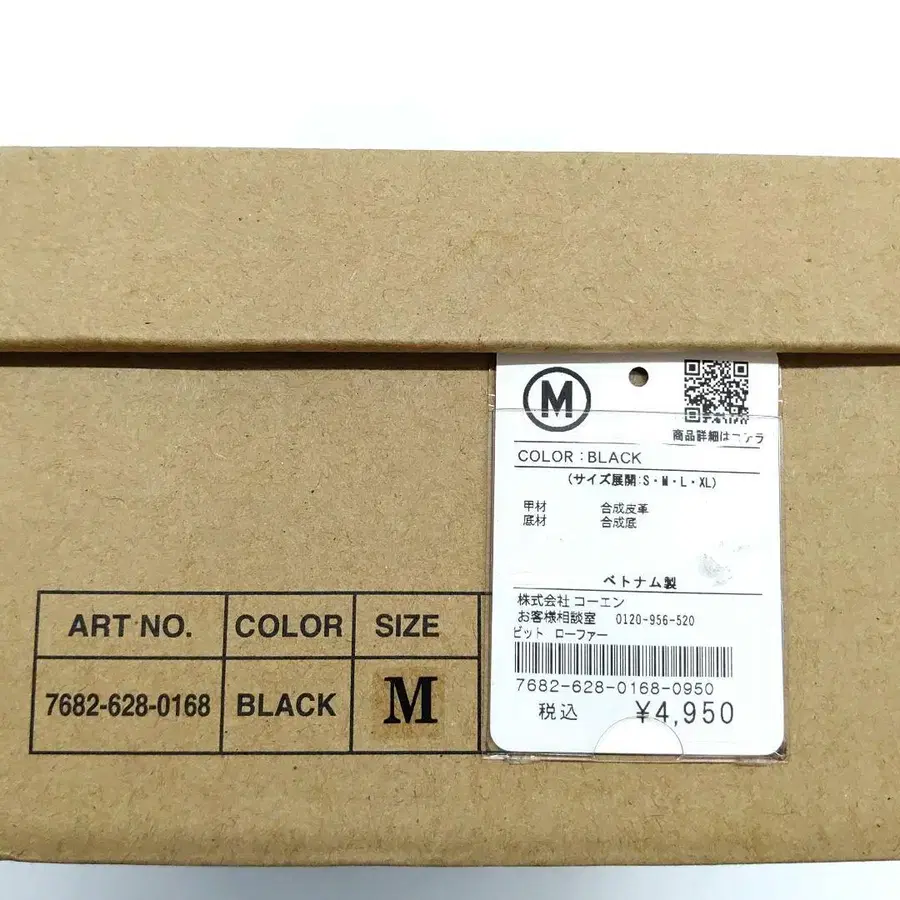 M
商品詳細はコチラ
COLOR:BLACK
(サイズ展開:S・M・L・XL)
甲材 合成皮革
底材 合成底
ベトナム製
株式会社 コーエン
お客様相談室 0120-956-520
ビット ローファー
7682-628-0168-0950
税込 ¥4,950
ART NO. COLOR SIZE
7682-628-0168 BLACK M